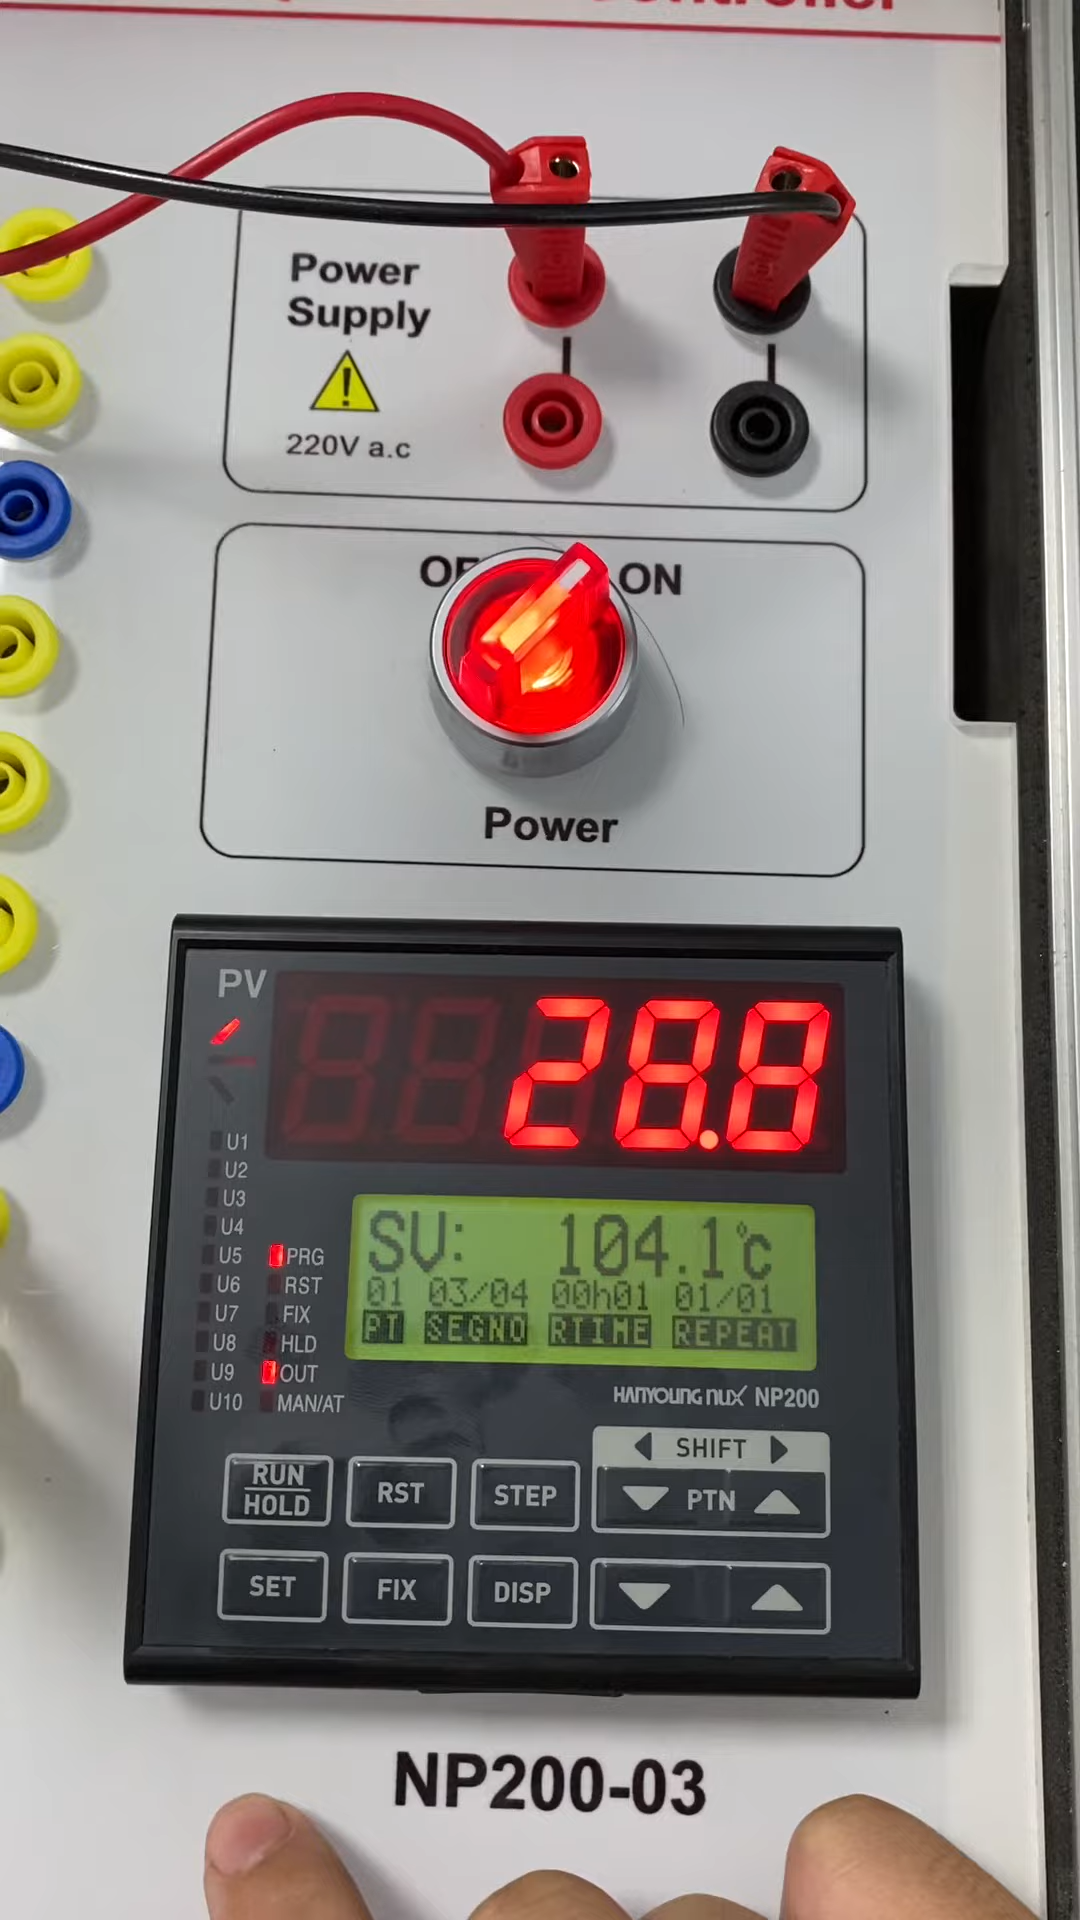 Controller
Power
Supply
220V a.c
ON
Power
PV
28.8
U1
U2
U3
U4
U5
U6
U7
U8
U9
U10
PRG
RST
FIX
HLD
OUT
MAN/AT
SV: 104.1°C
01 03/04 00h01 01/01
PT SEGNO RTIME REPEAT
HANYOUNG nux NP200
SHIFT
RUN
HOLD
RST
STEP
PTN
SET
FIX
DISP
NP200-03